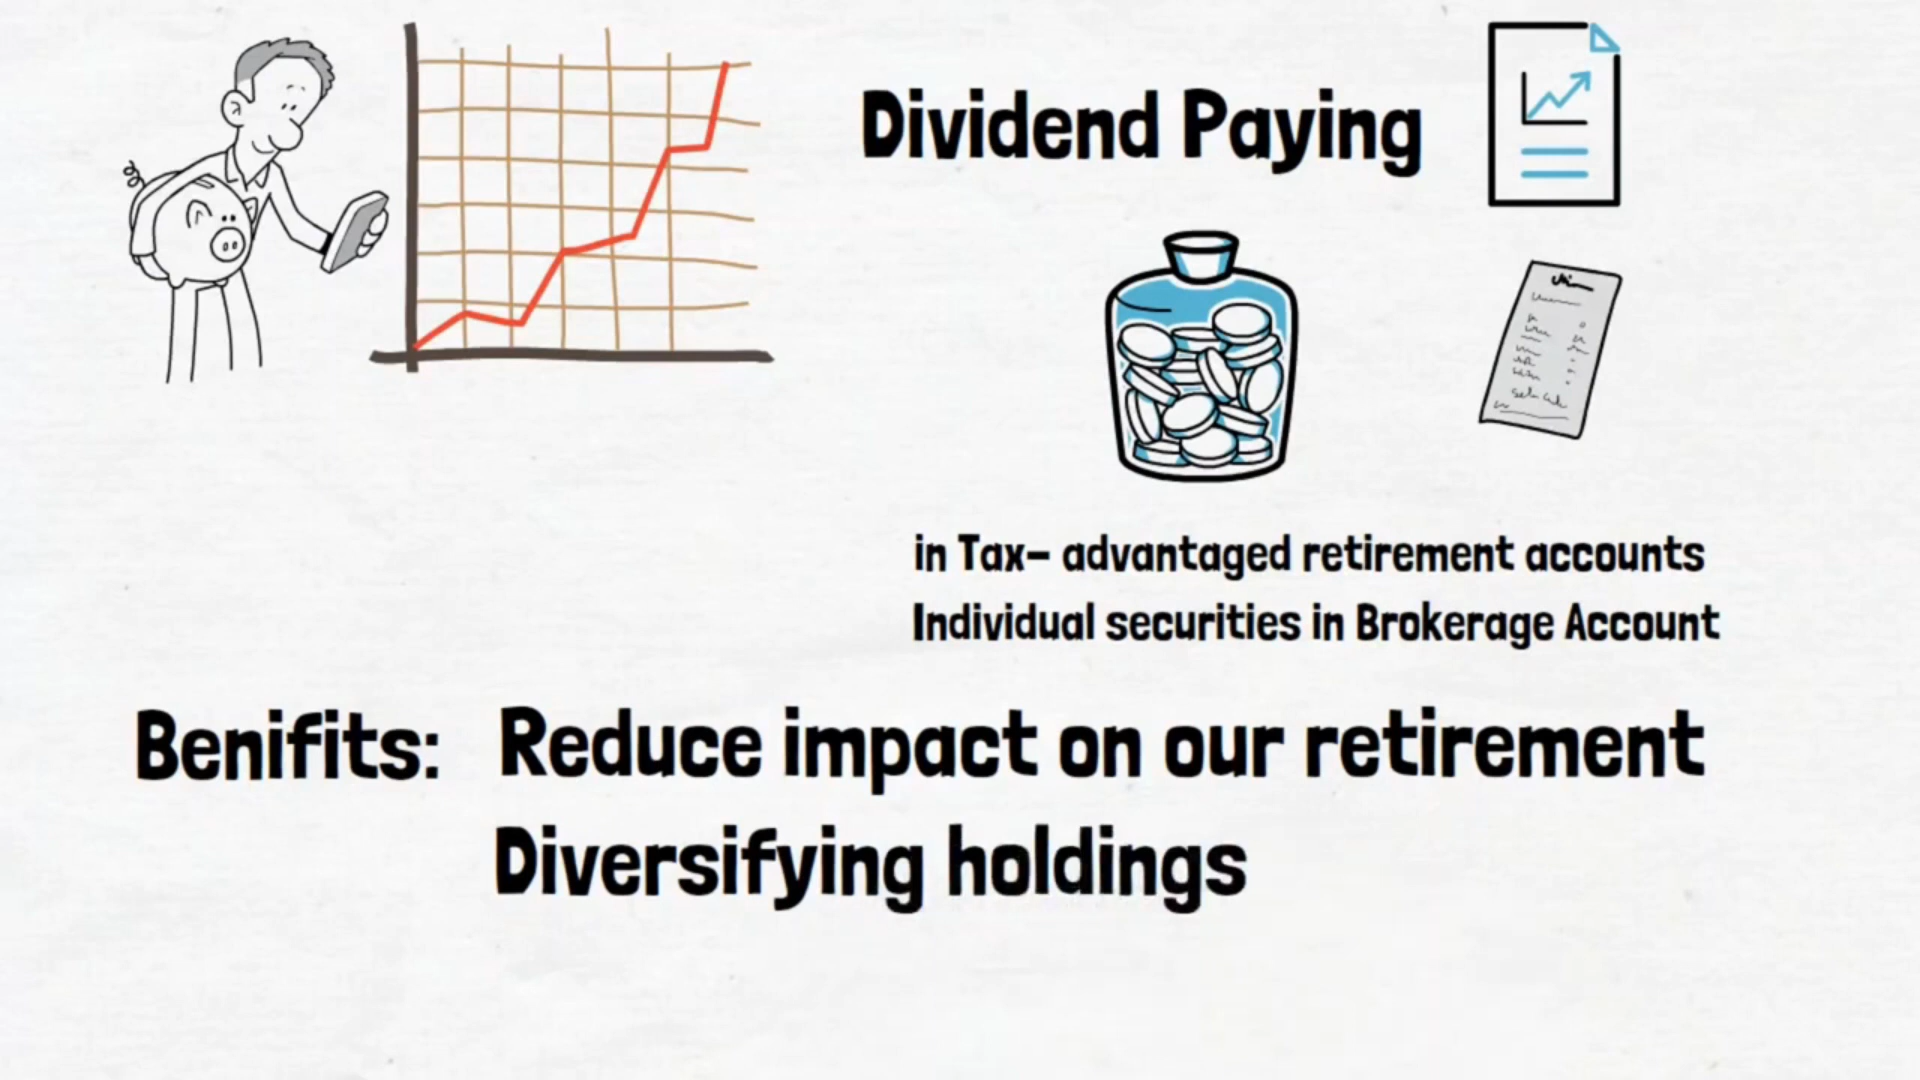 Dividend Paying
in Tax- advantaged retirement accounts
Individual securities in Brokerage Account
Benifits: Reduce impact on our retirement
Diversifying holdings